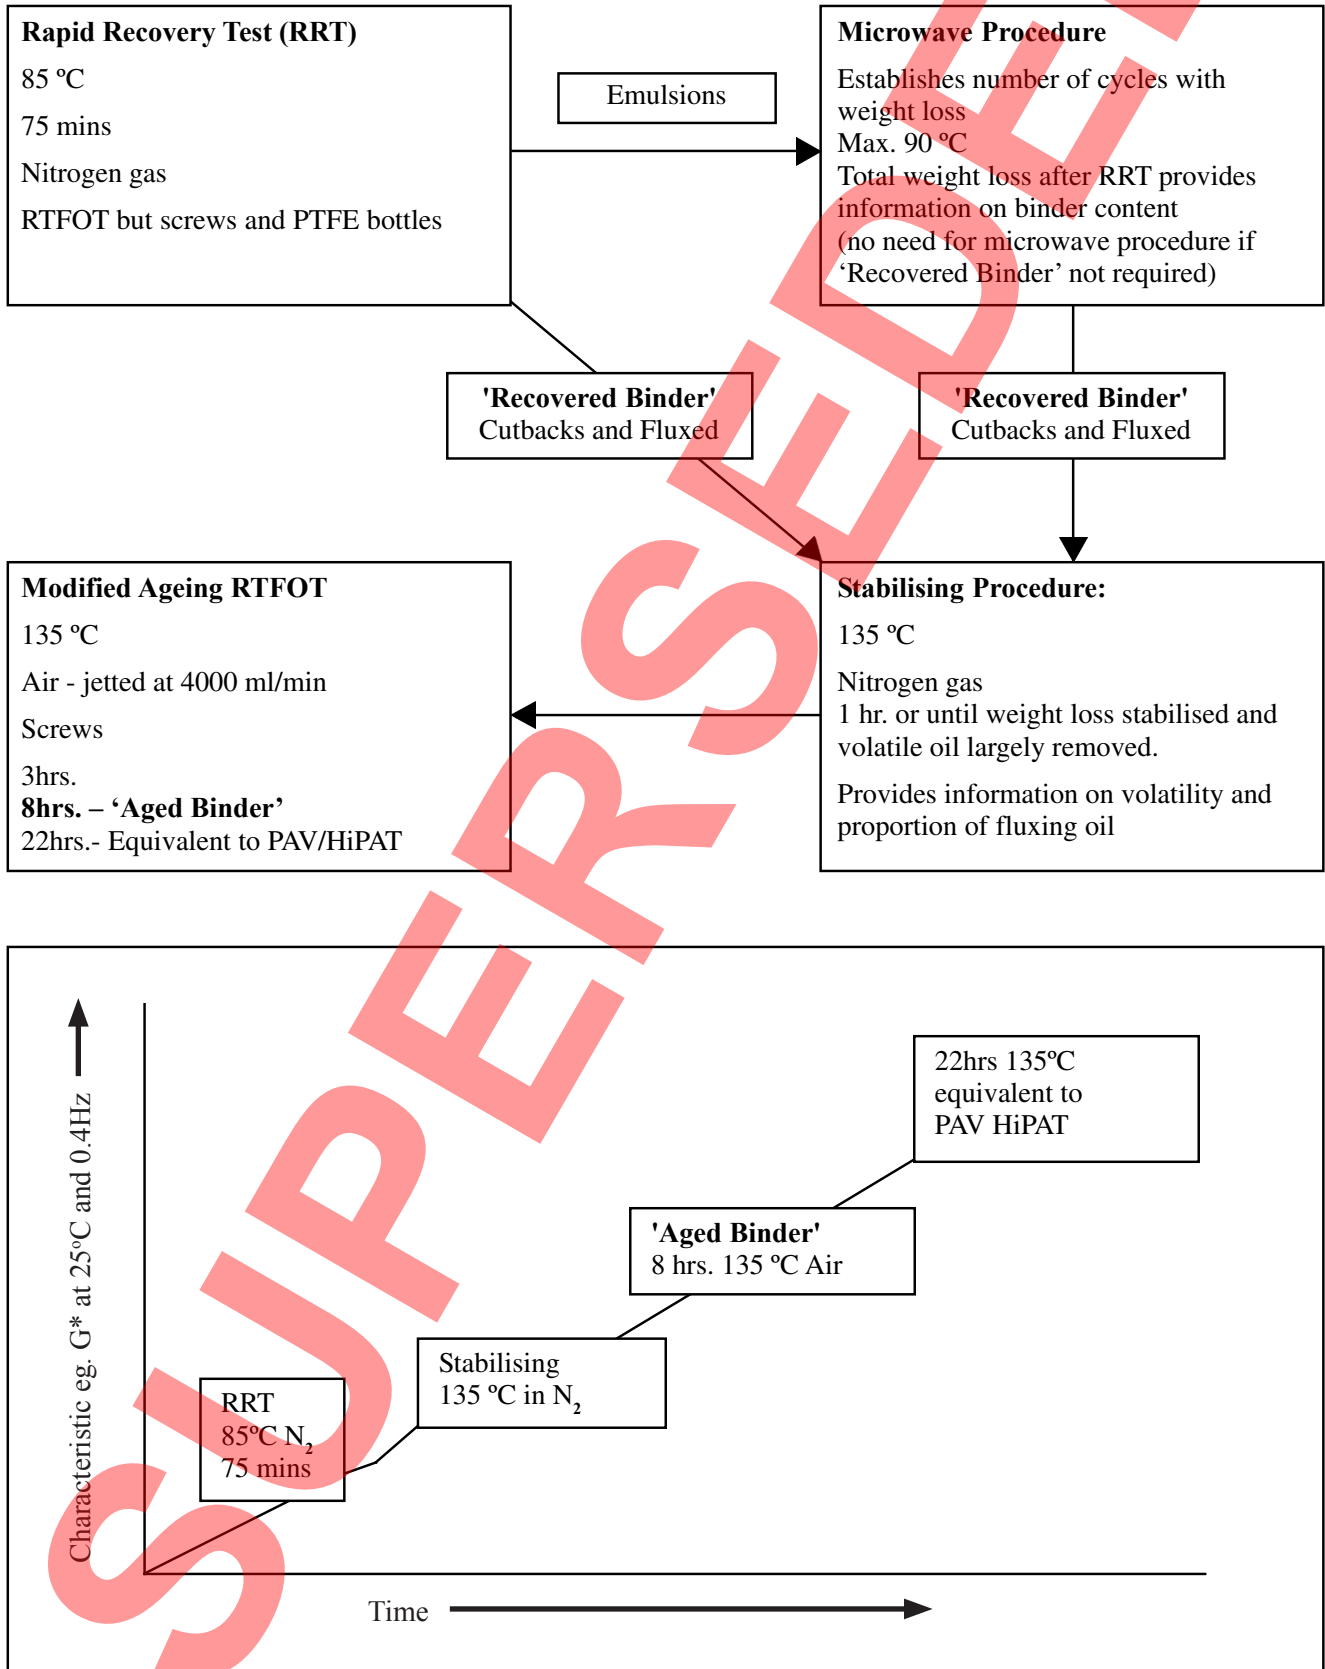 Rapid Recovery Test (RRT)
85 ºC
75 mins
Nitrogen gas
RTFOT but screws and PTFE bottles
Emulsions
Microwave Procedure
Establishes number of cycles with
weight loss
Max. 90 ºC
Total weight loss after RRT provides
information on binder content
(no need for microwave procedure if
‘Recovered Binder’ not required)
'Recovered Binder'
Cutbacks and Fluxed
'Recovered Binder'
Cutbacks and Fluxed
Modified Ageing RTFOT
135 ºC
Air - jetted at 4000 ml/min
Screws
3hrs.
8hrs. – ‘Aged Binder’
22hrs.- Equivalent to PAV/HiPAT
Stabilising Procedure:
135 ºC
Nitrogen gas
1 hr. or until weight loss stabilised and
volatile oil largely removed.
Provides information on volatility and
proportion of fluxing oil
Characteristic eg. G* at 25ºC and 0.4Hz
22hrs 135ºC
equivalent to
PAV HiPAT
'Aged Binder'
8 hrs. 135 ºC Air
Stabilising
135 ºC in N₂
RRT
85ºC N₂
75 mins
Time
SUPERSEDED